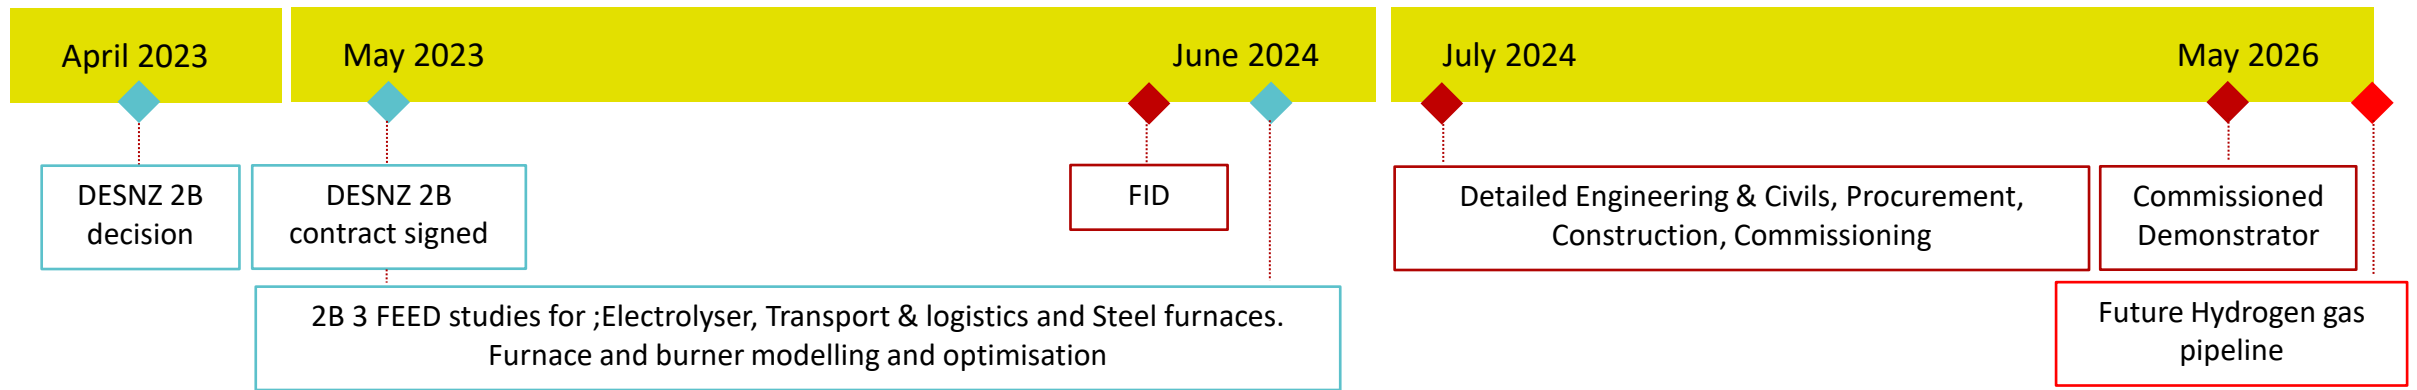 April 2023
May 2023
June 2024
July 2024
May 2026
DESNZ 2B
decision
DESNZ 2B
contract signed
FID
Detailed Engineering & Civils, Procurement,
Construction, Commissioning
Commissioned
Demonstrator
2B 3 FEED studies for ;Electrolyser, Transport & logistics and Steel furnaces.
Furnace and burner modelling and optimisation
Future Hydrogen gas
pipeline